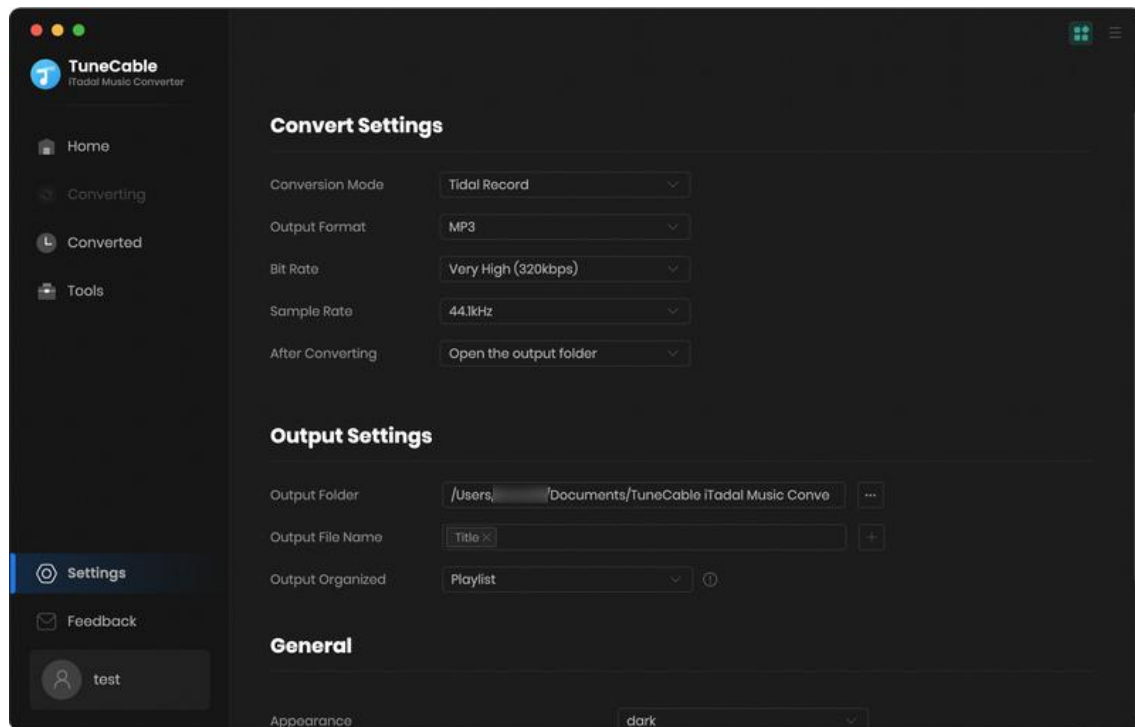 TuneCable
iTadal Music Converter
Home
Converting
Converted
Tools
Settings
Feedback
test
Convert Settings
Conversion Mode Tidal Record
Output Format MP3
Bit Rate Very High (320kbps)
Sample Rate 44.1kHz
After Converting Open the output folder
Output Settings
Output Folder /Users/ /Documents/TuneCable iTadal Music Conve ...
Output File Name Title × +
Output Organized Playlist
General
Appearance dark